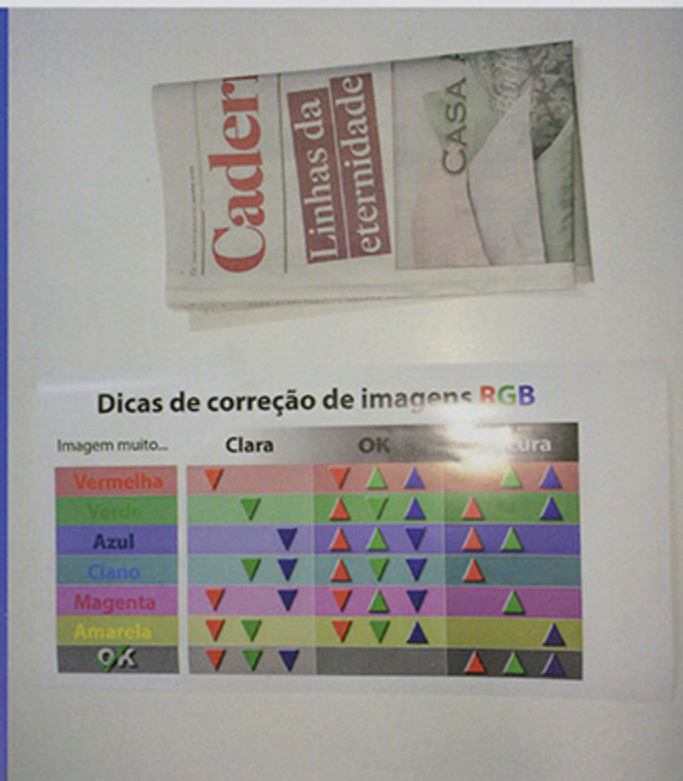 Cader
Linhas da
eternidade
CASA
Dicas de correção de imagens RGB
Imagem muito... Clara OK
Vermelha
Verde
Azul
Ciano
Magenta
Amarela
OK